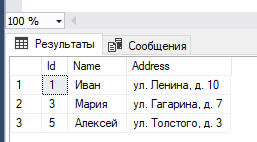 100 %
Результаты Сообщения
Id Name Address
1 1 Иван ул. Ленина, д. 10
2 3 Мария ул. Гагарина, д. 7
3 5 Алексей ул. Толстого, д. 3